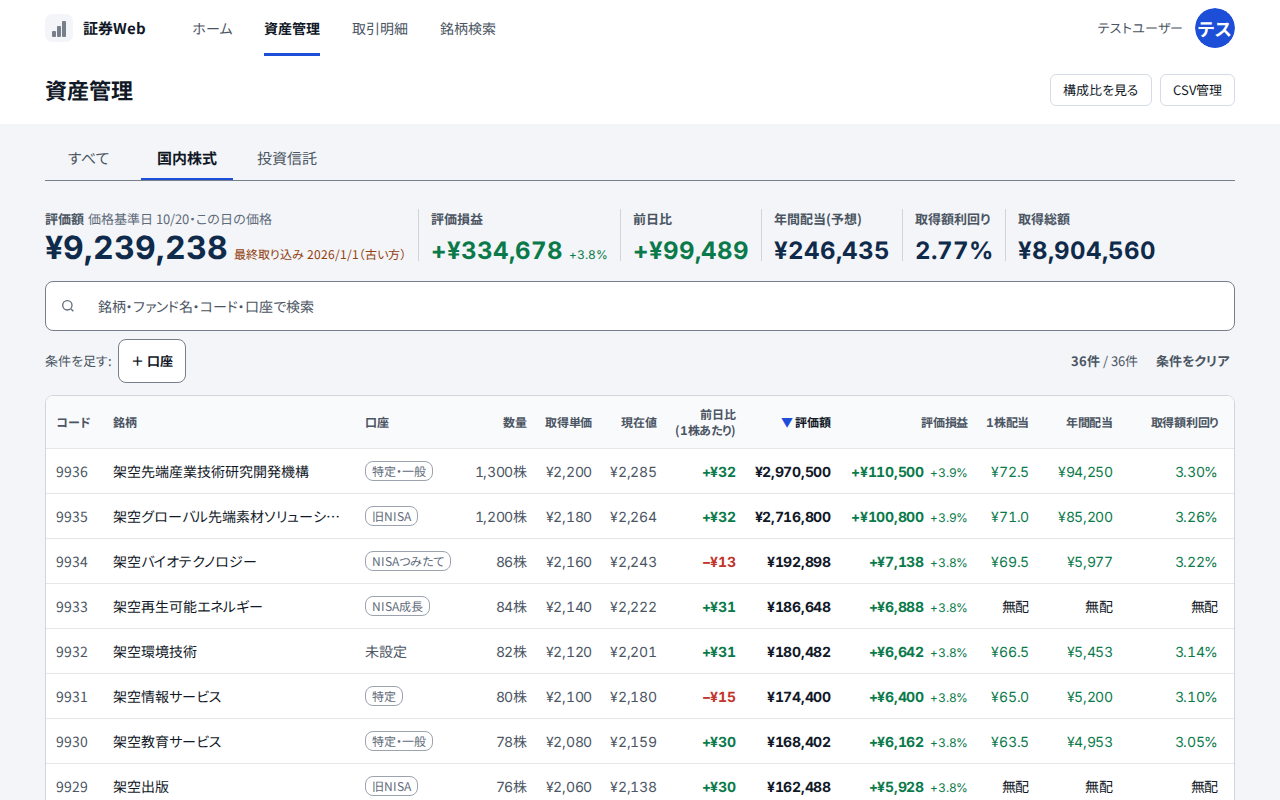 証券Web ホーム 資産管理 取引明細 銘柄検索 テストユーザー テス
資産管理 構成比を見る CSV管理
すべて 国内株式 投資信託
評価額 価格基準日 10/20・この日の価格 評価損益 前日比 年間配当(予想) 取得額利回り 取得総額
¥9,239,238 最終取り込み 2026/1/1(古い方) +¥334,678 +3.8% +¥99,489 ¥246,435 2.77% ¥8,904,560
銘柄・ファンド名・コード・口座で検索
条件を足す: ＋ 口座 36件 / 36件 条件をクリア
コード 銘柄 口座 数量 取得単価 現在値 前日比 (1株あたり) ▼評価額 評価損益 1株配当 年間配当 取得額利回り
9936 架空先端産業技術研究開発機構 特定・一般 1,300株 ¥2,200 ¥2,285 +¥32 ¥2,970,500 +¥110,500 +3.9% ¥72.5 ¥94,250 3.30%
9935 架空グローバル先端素材ソリューシ… 旧NISA 1,200株 ¥2,180 ¥2,264 +¥32 ¥2,716,800 +¥100,800 +3.9% ¥71.0 ¥85,200 3.26%
9934 架空バイオテクノロジー NISAつみたて 86株 ¥2,160 ¥2,243 −¥13 ¥192,898 +¥7,138 +3.8% ¥69.5 ¥5,977 3.22%
9933 架空再生可能エネルギー NISA成長 84株 ¥2,140 ¥2,222 +¥31 ¥186,648 +¥6,888 +3.8% 無配 無配 無配
9932 架空環境技術 未設定 82株 ¥2,120 ¥2,201 +¥31 ¥180,482 +¥6,642 +3.8% ¥66.5 ¥5,453 3.14%
9931 架空情報サービス 特定 80株 ¥2,100 ¥2,180 −¥15 ¥174,400 +¥6,400 +3.8% ¥65.0 ¥5,200 3.10%
9930 架空教育サービス 特定・一般 78株 ¥2,080 ¥2,159 +¥30 ¥168,402 +¥6,162 +3.8% ¥63.5 ¥4,953 3.05%
9929 架空出版 旧NISA 76株 ¥2,060 ¥2,138 +¥30 ¥162,488 +¥5,928 +3.8% 無配 無配 無配